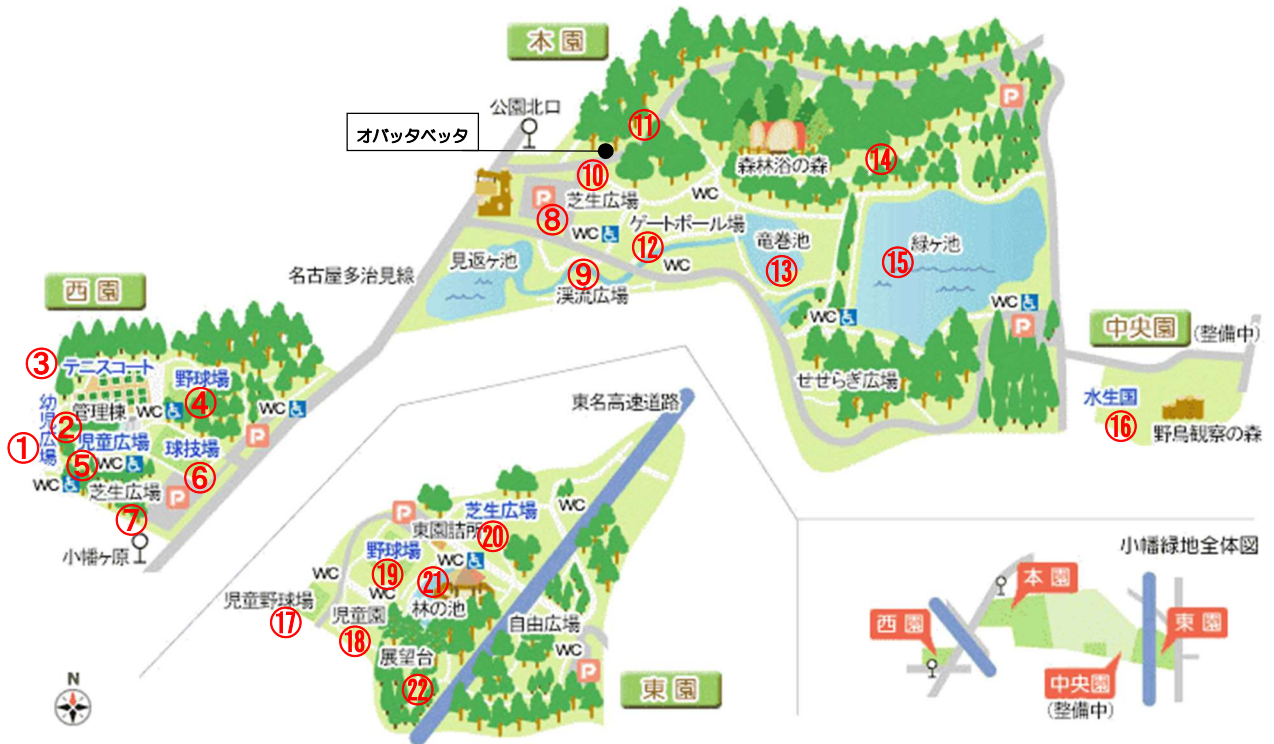 本園
公園北口
オバッタベッタ
⑪
⑩
森林浴の森
⑭
P
P
芝生広場
⑧
WC
WC
ゲートボール場
⑫
WC
竜巻池
⑬
緑ヶ池
⑮
見返ヶ池
⑨
渓流広場
名古屋多治見線
WC
WC
P
せせらぎ広場
中央園
(整備中)
水生国
⑯
野鳥観察の森
西園
③
テニスコート
野球場
④
幼児広場
①
②
管理棟
WC
WC
児童広場
⑤
WC
球技場
⑥
P
WC
芝生広場
P
⑦
小幡ヶ原
東名高速道路
WC
芝生広場
⑳
P
東園詰所
野球場
⑲
WC
WC
WC
㉑
林の池
児童野球場
⑰
児童園
⑱
自由広場
展望台
㉒
WC
P
東園
N
小幡緑地全体図
本園
西園
東園
中央園
(整備中)